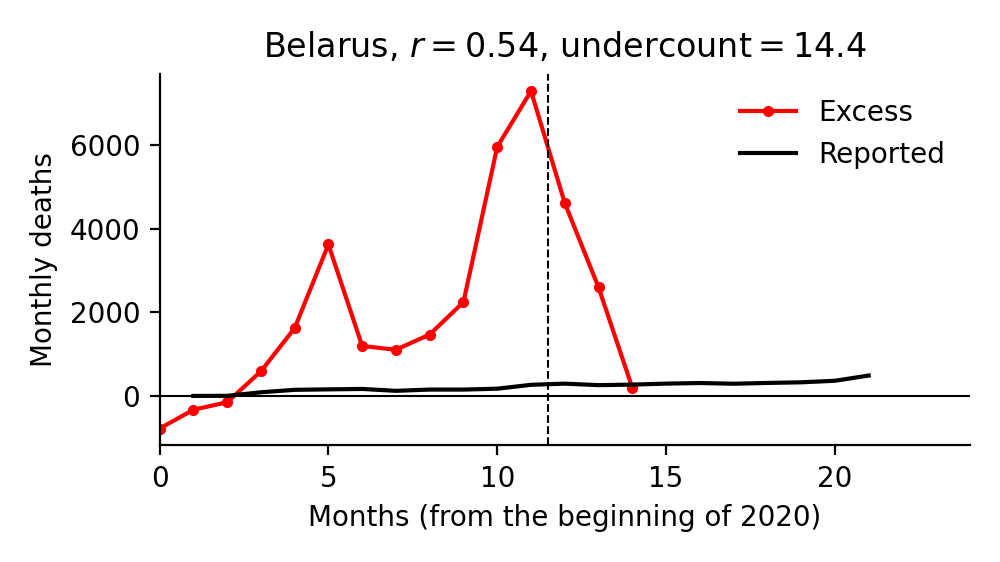 Belarus, r = 0.54, undercount = 14.4
Excess
Reported
Monthly deaths
6000
4000
2000
0
0 5 10 15 20
Months (from the beginning of 2020)